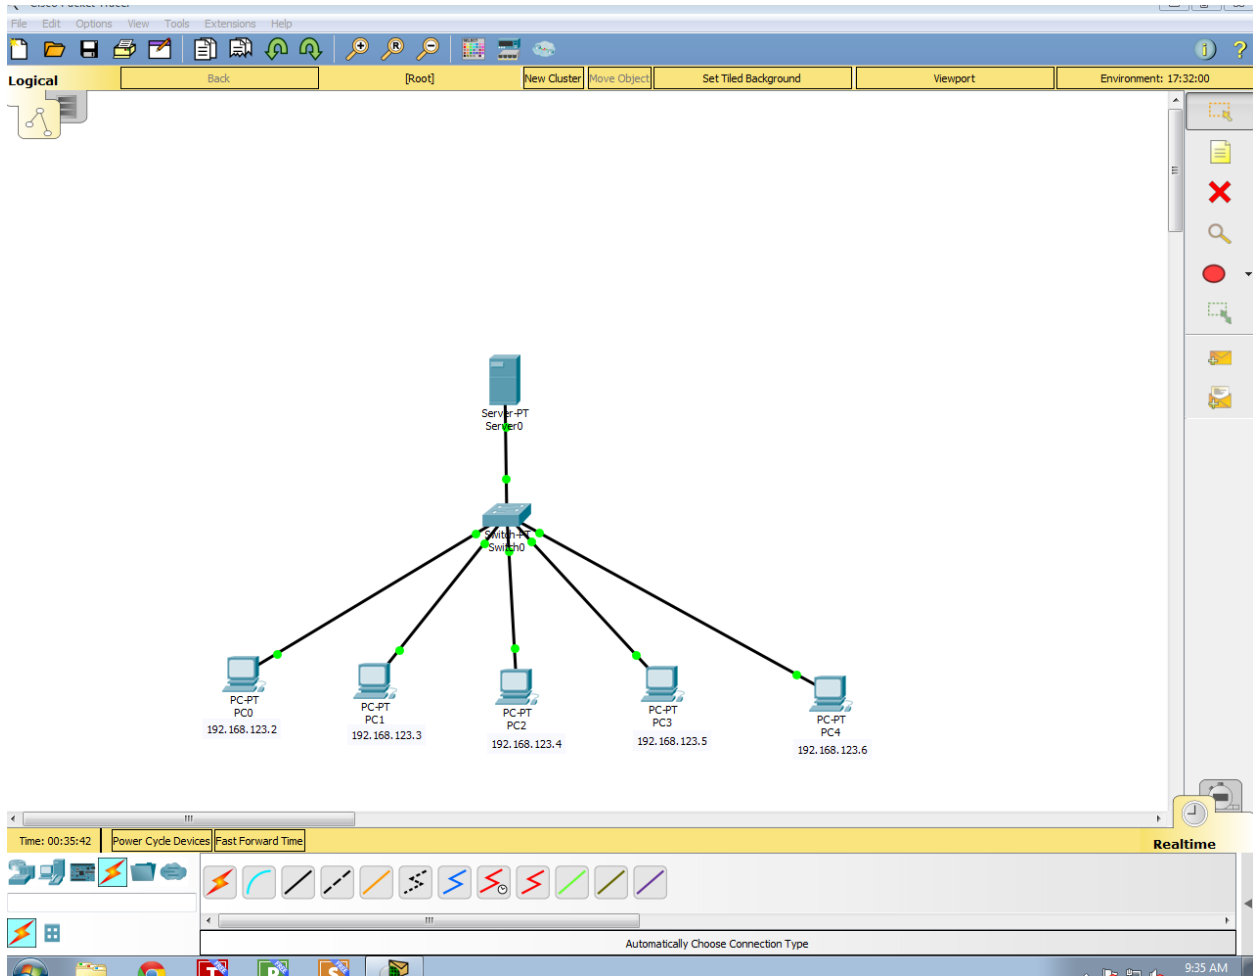 Cisco Packet Tracer
File Edit Options View Tools Extensions Help
Logical Back [Root] New Cluster Move Object Set Tiled Background Viewport Environment: 17:32:00
Server-PT
Server0
Switch-PT
Switch0
PC-PT
PC0
192.168.123.2
PC-PT
PC1
192.168.123.3
PC-PT
PC2
192.168.123.4
PC-PT
PC3
192.168.123.5
PC-PT
PC4
192.168.123.6
Time: 00:35:42 Power Cycle Devices Fast Forward Time Realtime
Automatically Choose Connection Type
9:35 AM